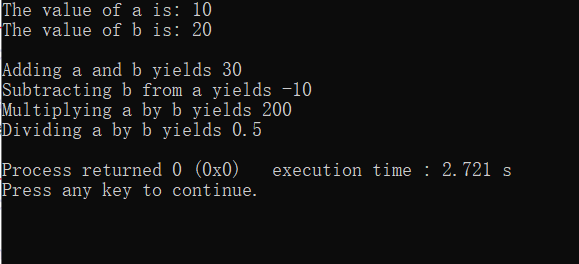 The value of a is: 10
The value of b is: 20
Adding a and b yields 30
Subtracting b from a yields -10
Multiplying a by b yields 200
Dividing a by b yields 0.5
Process returned 0 (0x0)   execution time : 2.721 s
Press any key to continue.